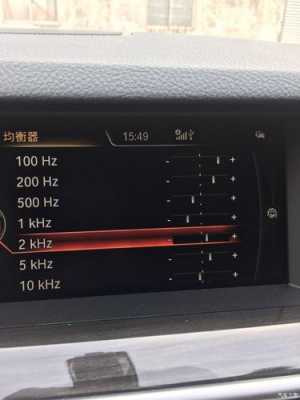 均衡器 15:49
100 Hz - +
200 Hz - +
500 Hz - +
1 kHz - +
2 kHz - +
5 kHz - +
10 kHz - +